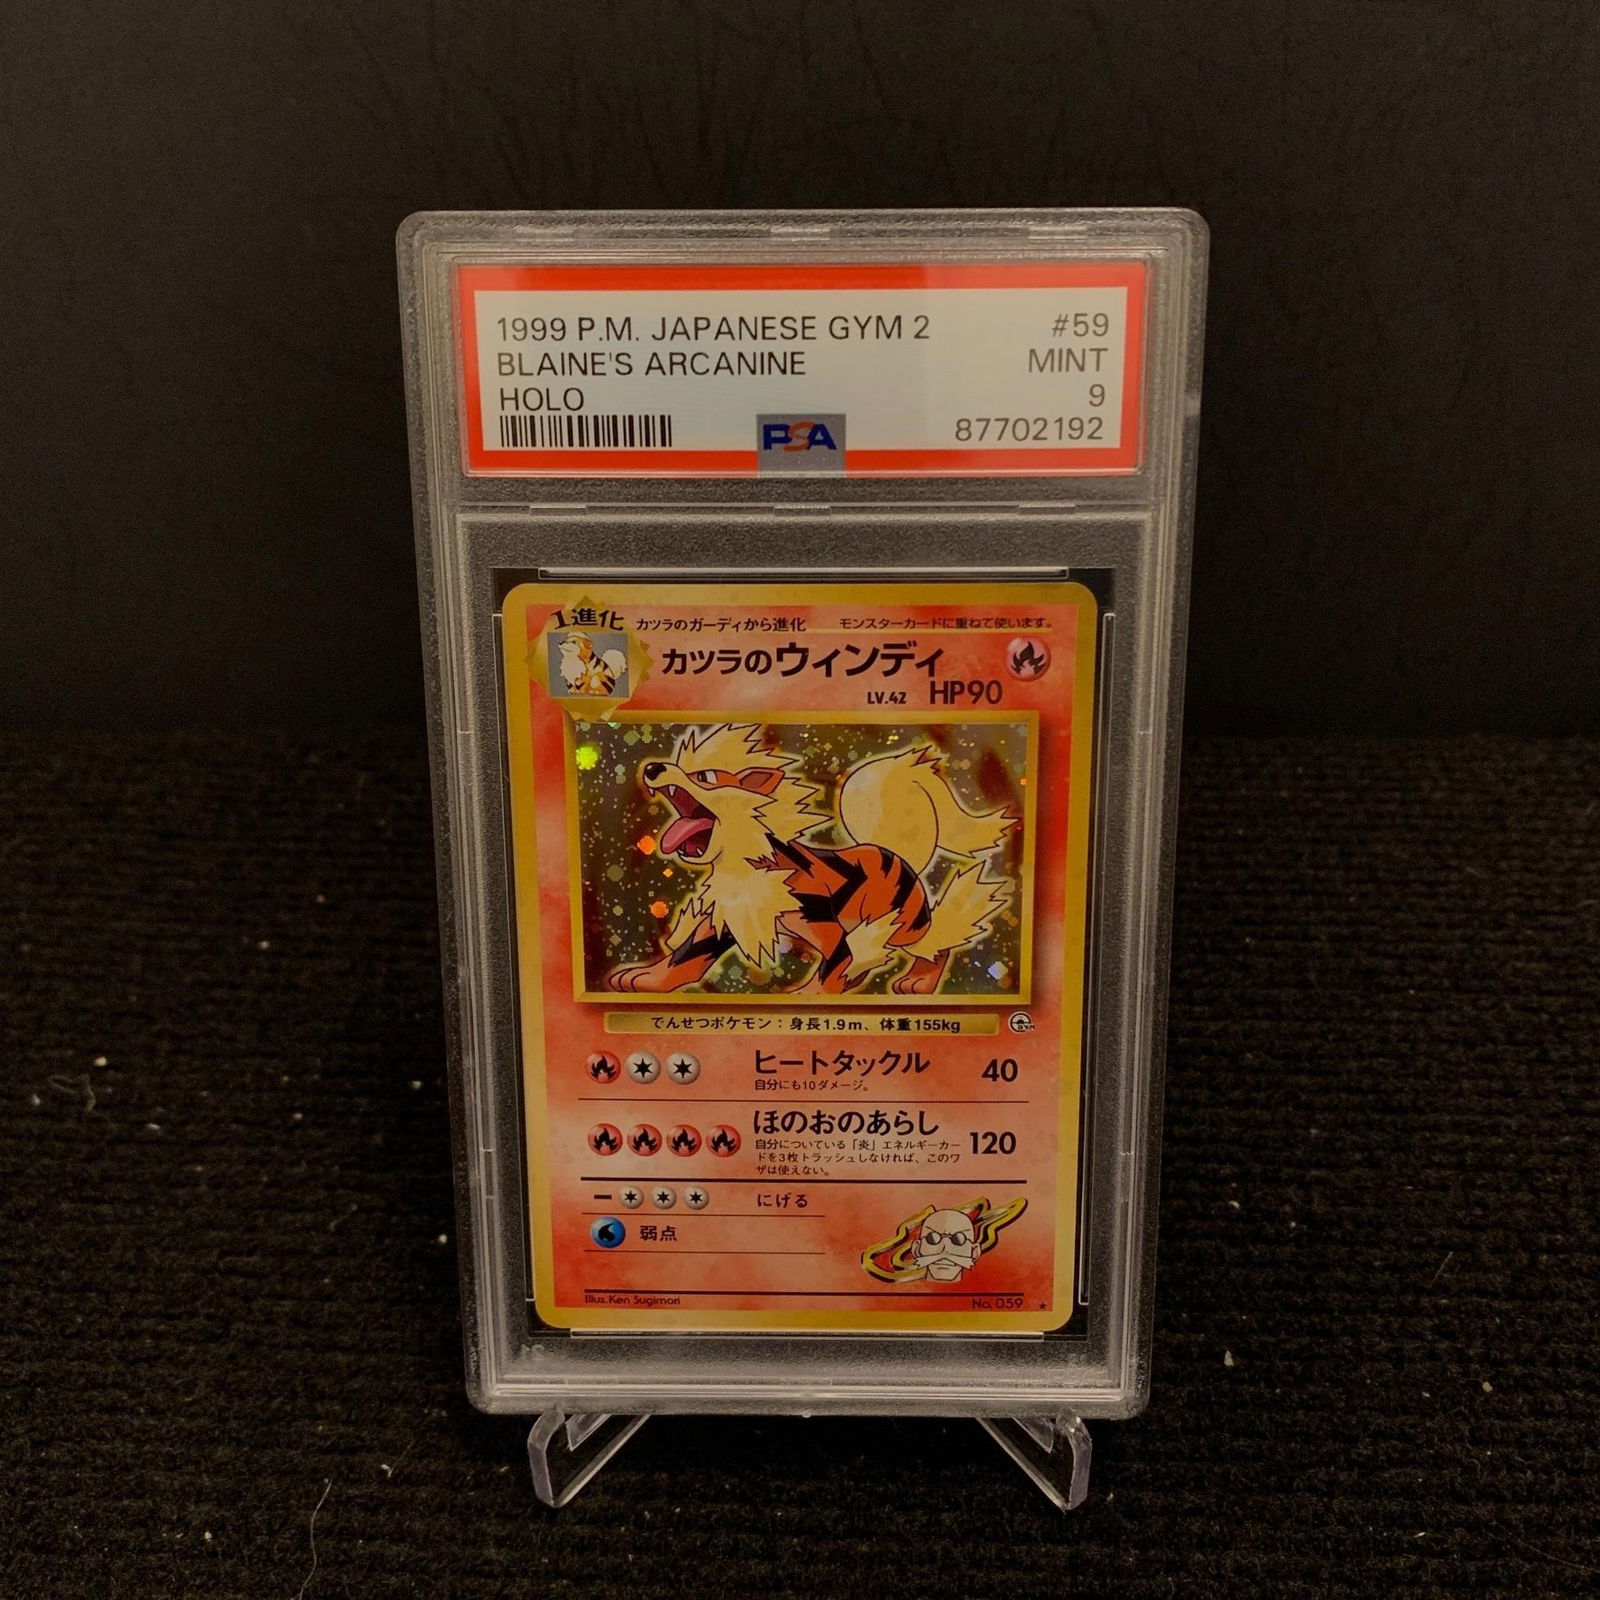 1999 P.M. JAPANESE GYM 2 #59
BLAINE'S ARCANINE MINT
HOLO 9
PSA 87702192
1進化 カツラのガーディから進化 モンスターカードに重ねて使います。
カツラのウィンディ
LV.42 HP90
でんせつポケモン：身長1.9m、体重155kg
GYM
ヒートタックル 40
自分にも10ダメージ。
ほのおのあらし 120
自分についている「炎」エネルギーカー
ドを3枚トラッシュしなければ、このワ
ザは使えない。
にげる
弱点
Illus. Ken Sugimori No. 059 ★